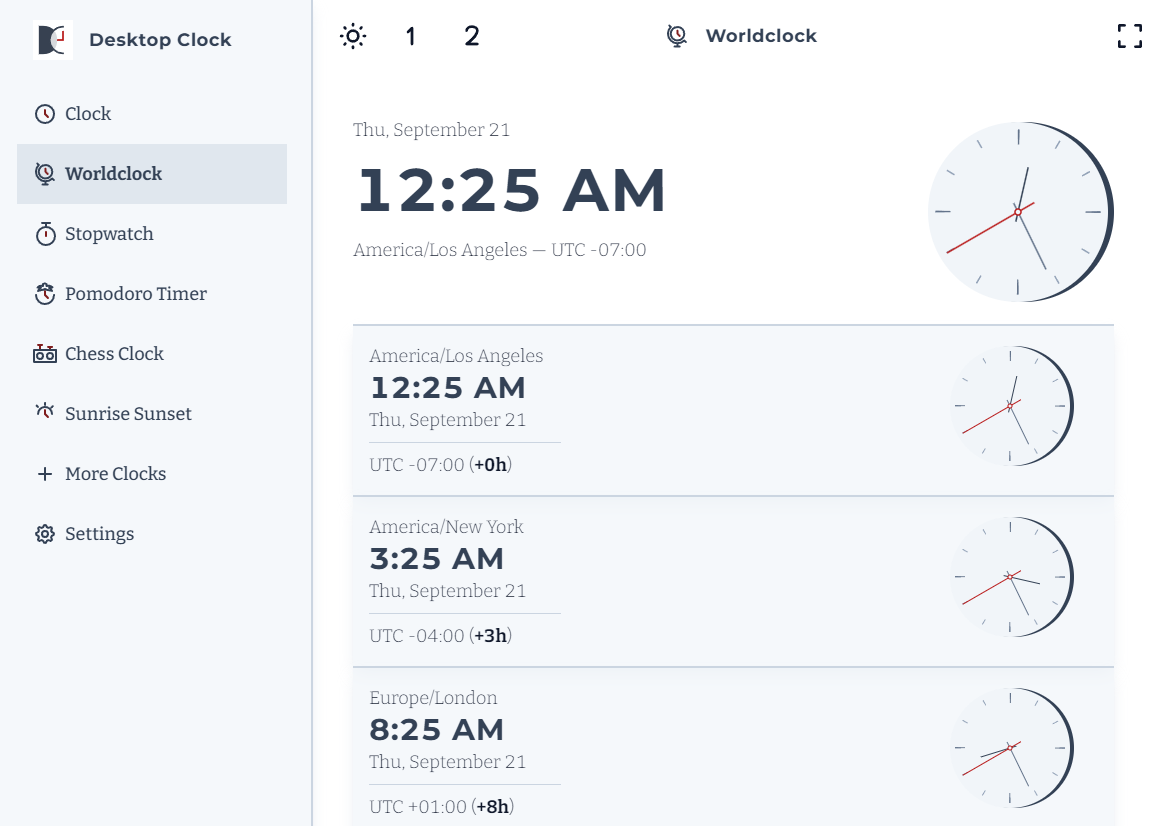 Desktop Clock
Clock
Worldclock
Stopwatch
Pomodoro Timer
Chess Clock
Sunrise Sunset
More Clocks
Settings
1 2 Worldclock
Thu, September 21
12:25 AM
America/Los Angeles — UTC -07:00
America/Los Angeles
12:25 AM
Thu, September 21
UTC -07:00 (+0h)
America/New York
3:25 AM
Thu, September 21
UTC -04:00 (+3h)
Europe/London
8:25 AM
Thu, September 21
UTC +01:00 (+8h)